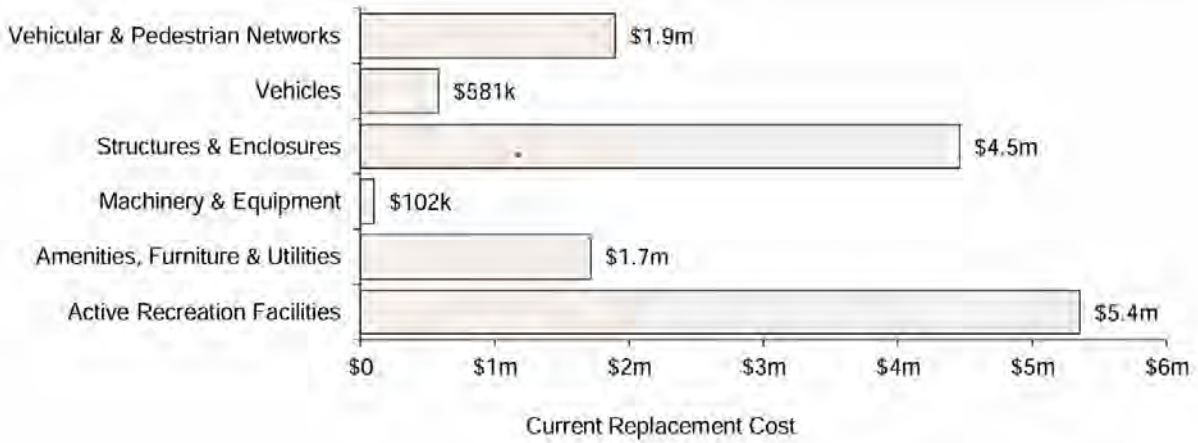 Vehicular & Pedestrian Networks $1.9m
Vehicles $581k
Structures & Enclosures $4.5m
Machinery & Equipment $102k
Amenities, Furniture & Utilities $1.7m
Active Recreation Facilities $5.4m
$0 $1m $2m $3m $4m $5m $6m
Current Replacement Cost